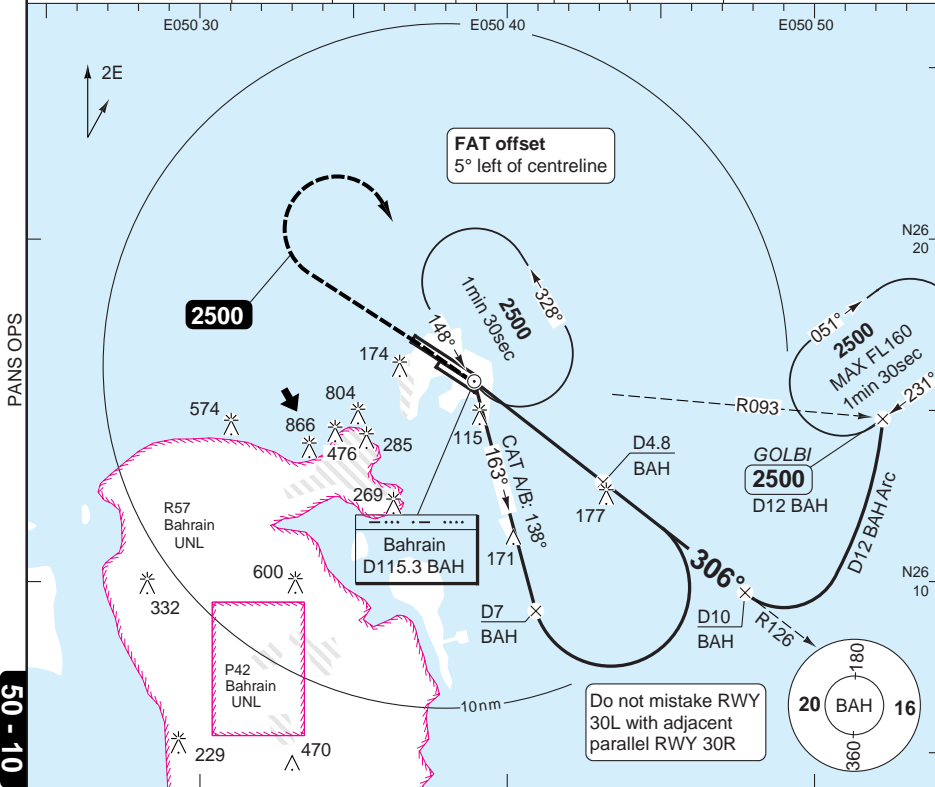 E050 30
E050 40
E050 50
2E
FAT offset
5° left of centreline
N26
20
2500
1min 30sec
328°
148°
051°
2500
MAX FL160
1min 30sec
231°
2500
PANS OPS
174
804
574
866
476
285
115
R093
D4.8
BAH
GOLBI
2500
D12 BAH
CAT A/B: 138°
163°
269
177
D12 BAH Arc
R57
Bahrain
UNL
Bahrain
D115.3 BAH
171
306°
N26
10
600
332
D7
BAH
D10
BAH
R126
P42
Bahrain
UNL
180
20
BAH
16
360
Do not mistake RWY
30L with adjacent
parallel RWY 30R
10nm
50 - 10
229
470